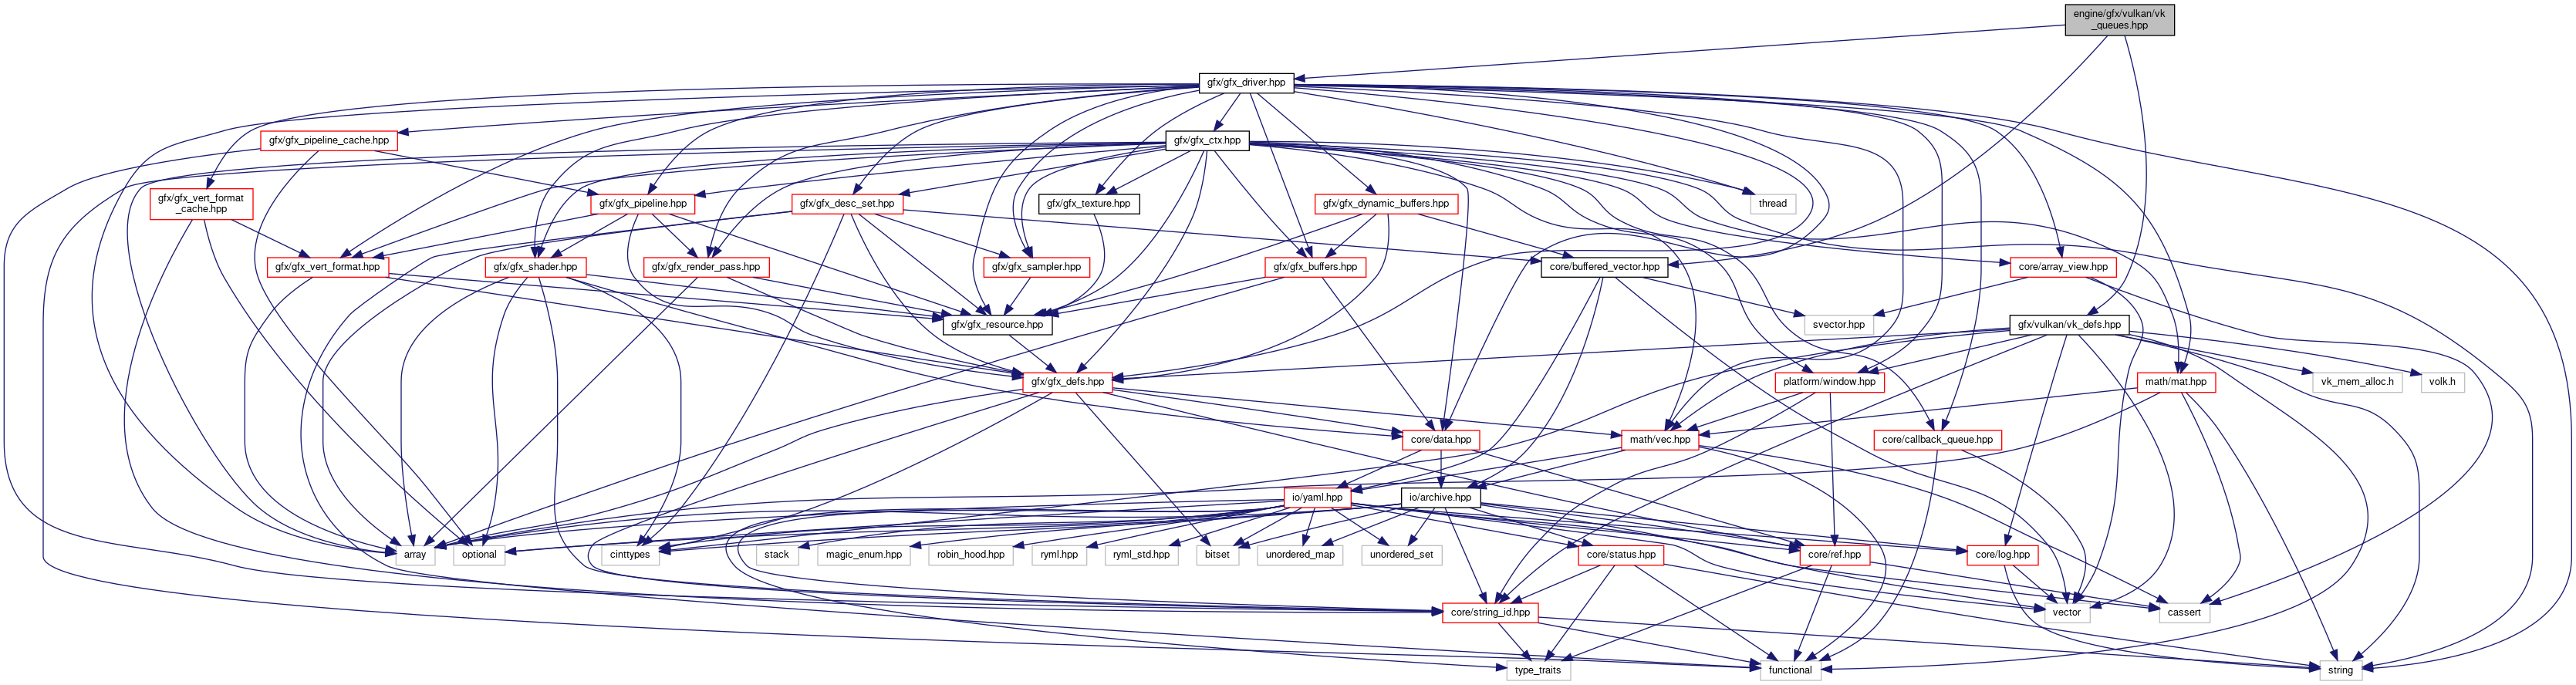 engine/gfx/vulkan/vk
_queues.hpp
gfx/gfx_driver.hpp
gfx/gfx_pipeline_cache.hpp
gfx/gfx_ctx.hpp
gfx/gfx_vert_format
_cache.hpp
gfx/gfx_pipeline.hpp
gfx/gfx_desc_set.hpp
gfx/gfx_texture.hpp
gfx/gfx_dynamic_buffers.hpp
thread
gfx/gfx_vert_format.hpp
gfx/gfx_shader.hpp
gfx/gfx_render_pass.hpp
gfx/gfx_sampler.hpp
gfx/gfx_buffers.hpp
core/buffered_vector.hpp
core/array_view.hpp
gfx/gfx_resource.hpp
svector.hpp
gfx/vulkan/vk_defs.hpp
gfx/gfx_defs.hpp
platform/window.hpp
math/mat.hpp
vk_mem_alloc.h
volk.h
core/data.hpp
math/vec.hpp
core/callback_queue.hpp
io/yaml.hpp
io/archive.hpp
array
optional
cinttypes
stack
magic_enum.hpp
robin_hood.hpp
ryml.hpp
ryml_std.hpp
bitset
unordered_map
core/status.hpp
unordered_set
core/ref.hpp
core/log.hpp
core/string_id.hpp
vector
cassert
type_traits
functional
string